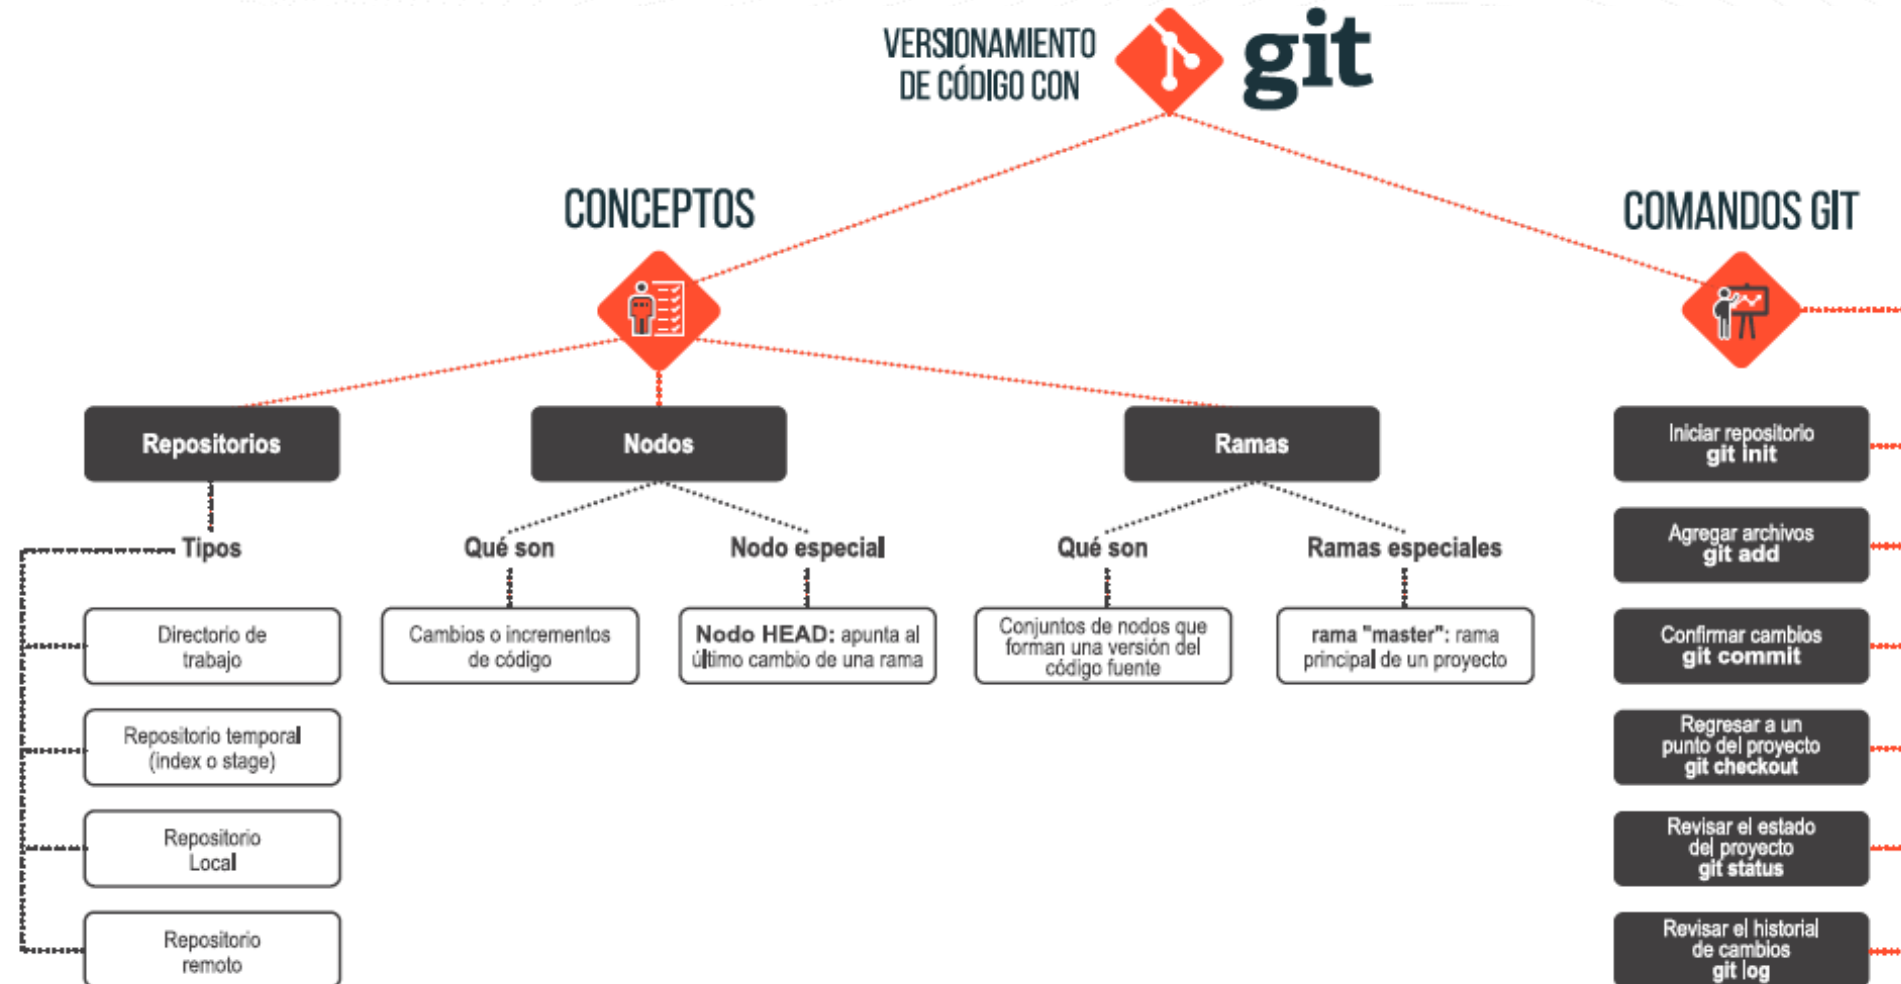 VERSIONAMIENTO
DE CÓDIGO CON
git
CONCEPTOS
COMANDOS GIT
Repositorios
Nodos
Ramas
Tipos
Qué son
Nodo especial
Qué son
Ramas especiales
Directorio de
trabajo
Repositorio temporal
(index o stage)
Repositorio
Local
Repositorio
remoto
Cambios o incrementos
de código
Nodo HEAD: apunta al
último cambio de una rama
Conjuntos de nodos que
forman una versión del
código fuente
rama "master": rama
principal de un proyecto
Iniciar repositorio
git init
Agregar archivos
git add
Confirmar cambios
git commit
Regresar a un
punto del proyecto
git checkout
Revisar el estado
del proyecto
git status
Revisar el historial
de cambios
git log